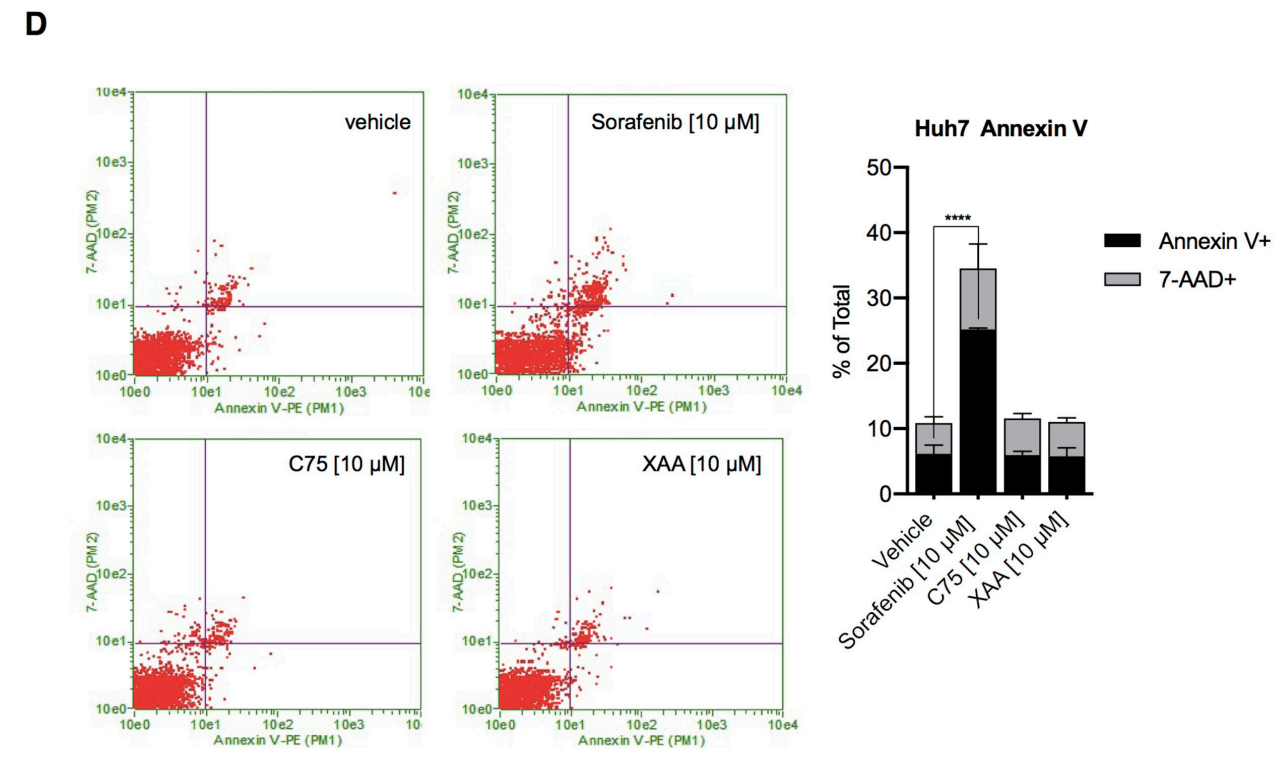 D
vehicle
10e4
10e3
10e2
10e1
10e0
7-AAD (PM2)
10e0 10e1 10e2 10e3 10e
Annexin V-PE (PM1)
Sorafenib [10 µM]
10e4
10e3
10e2
10e1
10e0
7-AAD (PM2)
10e0 10e1 10e2 10e3 10e4
Annexin V-PE (PM1)
C75 [10 µM]
10e4
10e3
10e2
10e1
10e0
7-AAD (PM2)
10e0 10e1 10e2 10e3 10
Annexin V-PE (PM1)
XAA [10 µM]
10e4
10e3
10e2
10e1
10e0
7-AAD (PM2)
10e0 10e1 10e2 10e3 10e4
Annexin V-PE (PM1)
Huh7 Annexin V
50
40
30
20
10
0
% of Total
****
Vehicle
Sorafenib [10 µM]
C75 [10 µM]
XAA [10 µM]
Annexin V+
7-AAD+